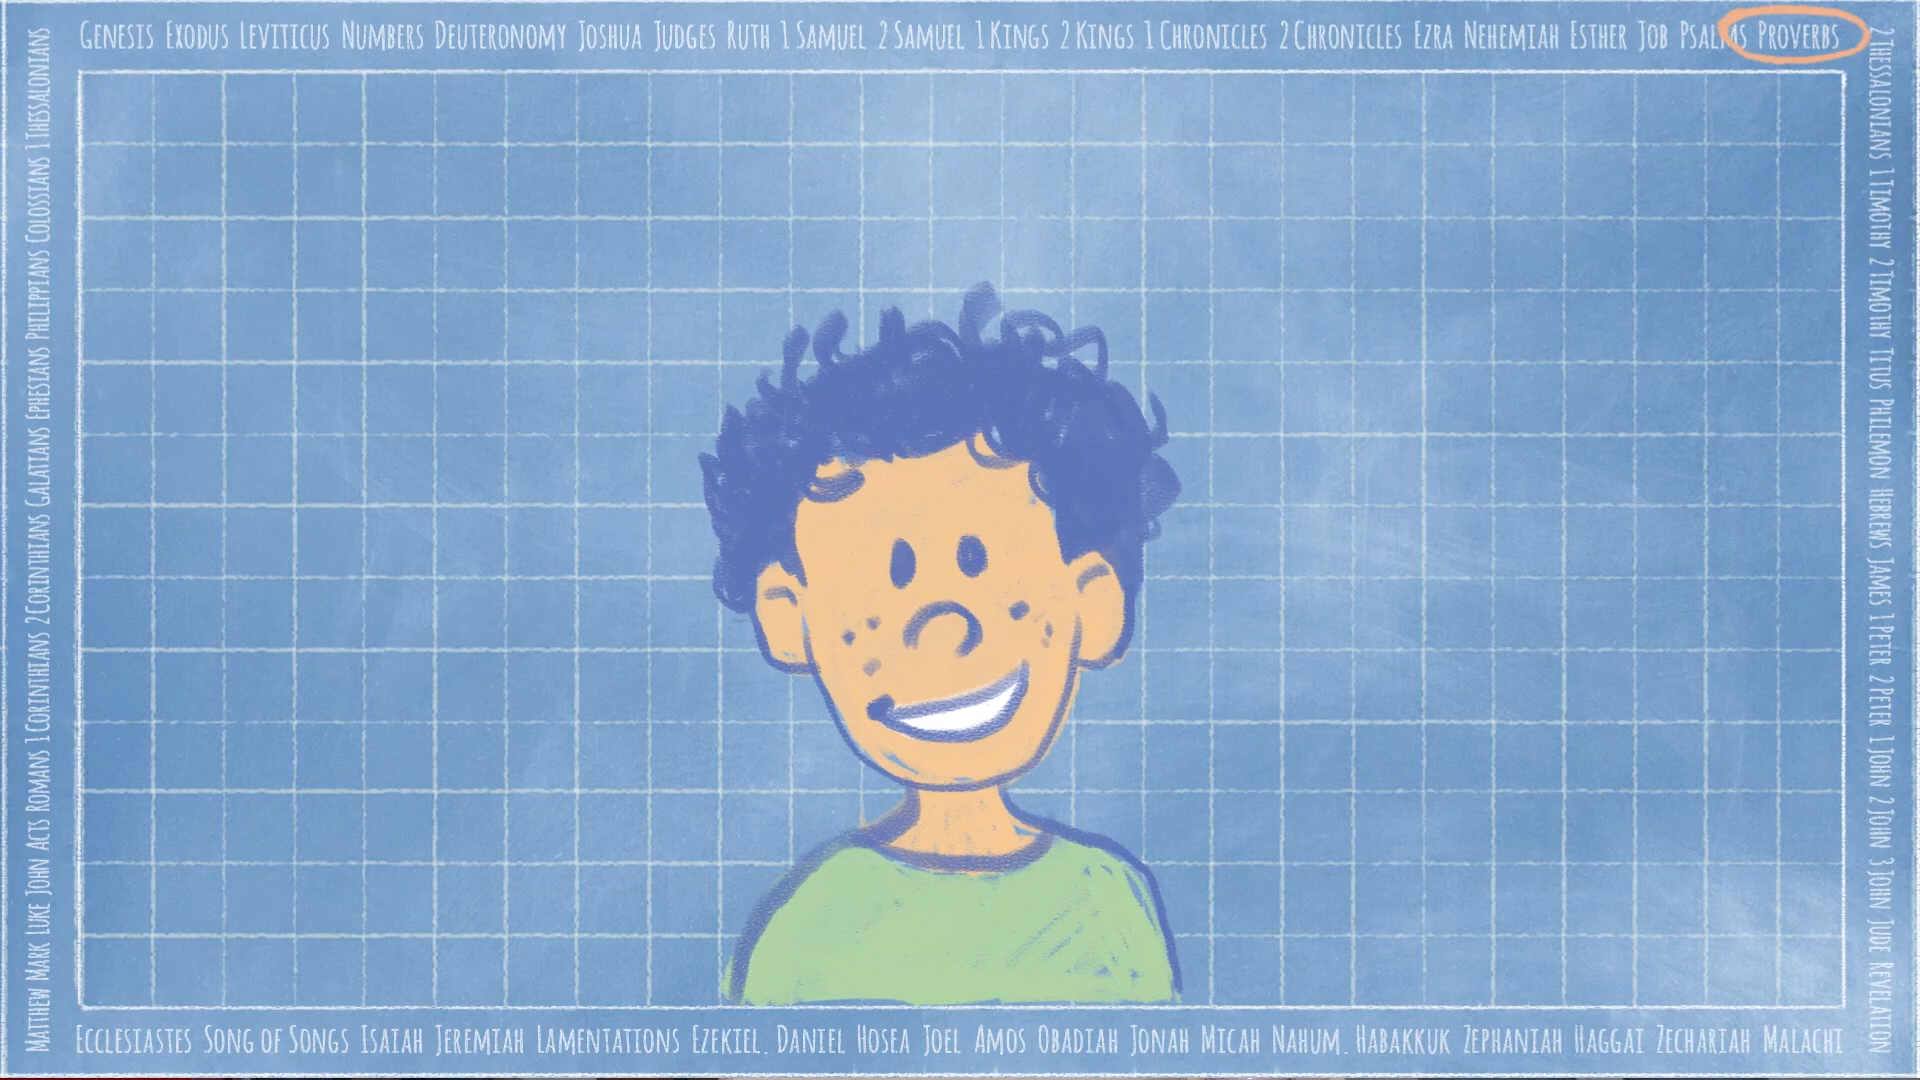 Genesis Exodus Leviticus Numbers Deuteronomy Joshua Judges Ruth 1 Samuel 2 Samuel 1 Kings 2 Kings 1 Chronicles 2 Chronicles Ezra Nehemiah Esther Job Psalms Proverbs
Ecclesiastes Song of Songs Isaiah Jeremiah Lamentations Ezekiel. Daniel Hosea Joel Amos Obadiah Jonah Micah Nahum. Habakkuk Zephaniah Haggai Zechariah Malachi
Matthew Mark Luke John Acts Romans 1 Corinthians 2 Corinthians Galatians Ephesians Philippians Colossians 1 Thessalonians
2 Thessalonians 1 Timothy 2 Timothy Titus Philemon Hebrews James 1 Peter 2 Peter 1 John 2 John 3 John Jude Revelation